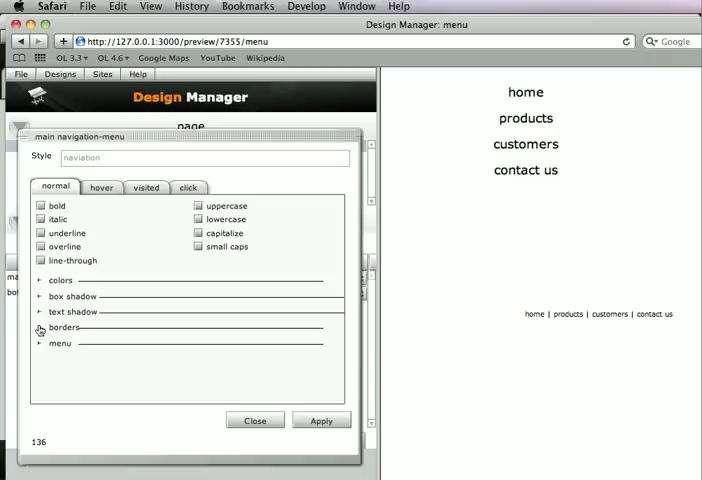 Safari File Edit View History Bookmarks Develop Window Help
Design Manager: menu
http://127.0.0.1:3000/preview/7355/menu
Google
OL 3.3 OL 4.6 Google Maps YouTube Wikipedia
File Designs Sites Help
Design Manager
page
main navigation-menu
Style naviation
normal hover visited click
bold uppercase
italic lowercase
underline capitalize
overline small caps
line-through
colors
box shadow
text shadow
borders
menu
Close Apply
136
home
products
customers
contact us
home | products | customers | contact us